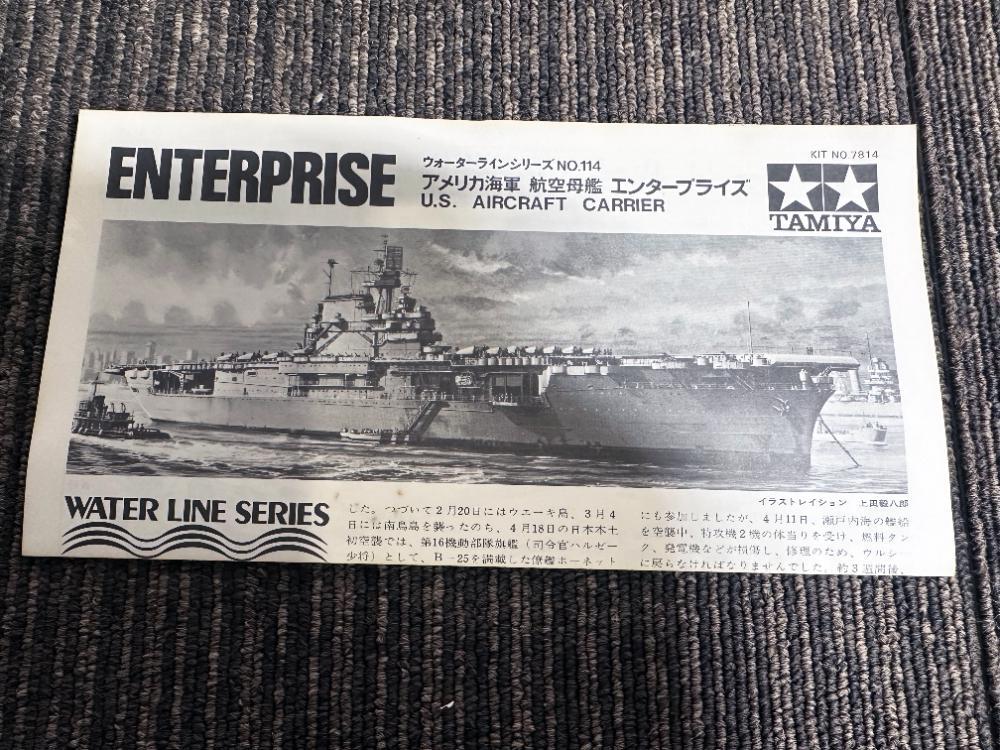 ENTERPRISE
ウォーターラインシリーズ NO.114
アメリカ海軍 航空母艦 エンタープライズ
U.S. AIRCRAFT CARRIER
KIT NO.7814
TAMIYA
イラストレイション 上田毅八郎
WATER LINE SERIES
した。つづいて2月20日にはウエーキ島、3月4
日には南鳥島を襲ったのち、4月18日の日本本土
初空襲では、第16機動部隊旗艦(司令官ハルゼー
少将)として、B-25を満載した僚艦ホーネット
にも参加しましたが、4月11日、瀬戸内海の艦船
を空襲中、特攻機2機の体当りを受け、燃料タン
ク、発電機などが損傷し、修理のため、ウルシー
に戻らなければなりませんでした。約3週間後、